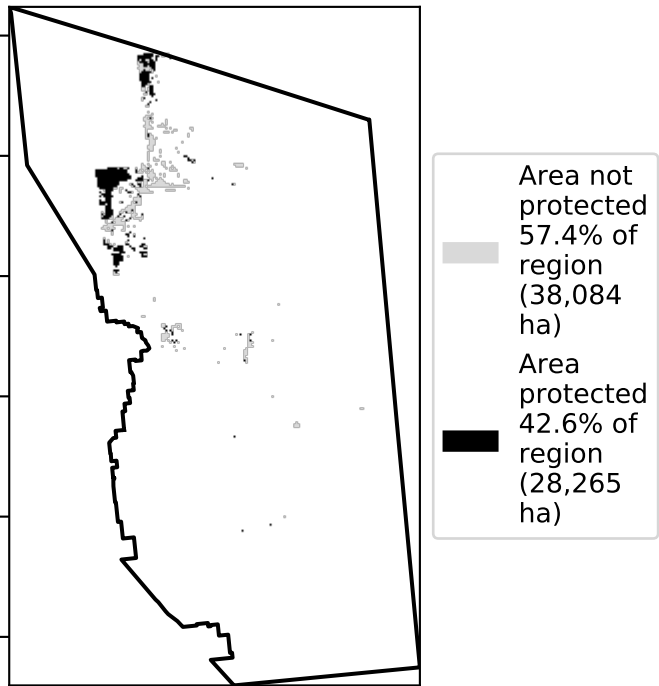 Area not
protected
57.4% of
region
(38,084
ha)
Area
protected
42.6% of
region
(28,265
ha)